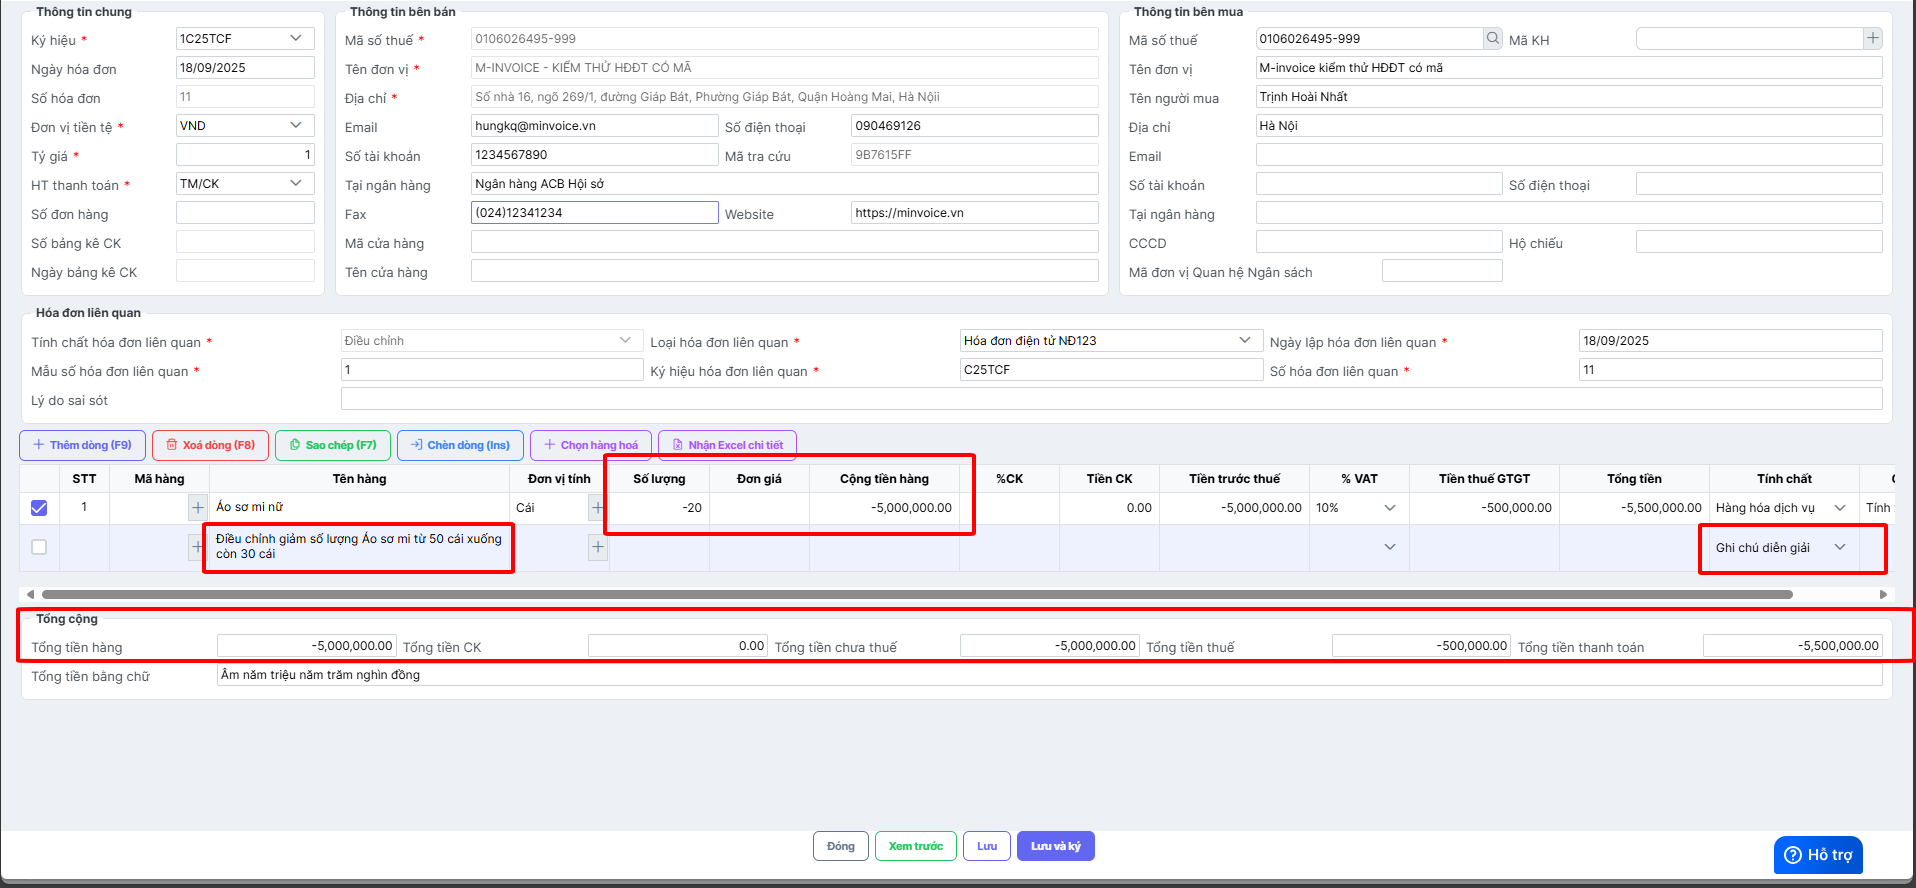 Thông tin chung
Ký hiệu * 1C25TCF
Ngày hóa đơn 18/09/2025
Số hóa đơn 11
Đơn vị tiền tệ * VND
Tỷ giá * 1
HT thanh toán * TM/CK
Số đơn hàng
Số bảng kê CK
Ngày bảng kê CK
Thông tin bên bán
Mã số thuế * 0106026495-999
Tên đơn vị * M-INVOICE - KIỂM THỬ HĐĐT CÓ MÃ
Địa chỉ * Số nhà 16, ngõ 269/1, đường Giáp Bát, Phường Giáp Bát, Quận Hoàng Mai, Hà Nộii
Email hungkq@minvoice.vn Số điện thoại 090469126
Số tài khoản 1234567890 Mã tra cứu 9B7615FF
Tại ngân hàng Ngân hàng ACB Hội sở
Fax (024)12341234 Website https://minvoice.vn
Mã cửa hàng
Tên cửa hàng
Thông tin bên mua
Mã số thuế 0106026495-999 Mã KH
Tên đơn vị M-invoice kiểm thử HĐĐT có mã
Tên người mua Trịnh Hoài Nhất
Địa chỉ Hà Nội
Email
Số tài khoản Số điện thoại
Tại ngân hàng
CCCD Hộ chiếu
Mã đơn vị Quan hệ Ngân sách
Hóa đơn liên quan
Tính chất hóa đơn liên quan * Điều chỉnh Loại hóa đơn liên quan * Hóa đơn điện tử NĐ123 Ngày lập hóa đơn liên quan * 18/09/2025
Mẫu số hóa đơn liên quan * 1 Ký hiệu hóa đơn liên quan * C25TCF Số hóa đơn liên quan * 11
Lý do sai sót
Thêm dòng (F9) Xoá dòng (F8) Sao chép (F7) Chèn dòng (Ins) Chọn hàng hoá Nhận Excel chi tiết
STT Mã hàng Tên hàng Đơn vị tính Số lượng Đơn giá Cộng tiền hàng %CK Tiền CK Tiền trước thuế % VAT Tiền thuế GTGT Tổng tiền Tính chất
1 Áo sơ mi nữ Cái -20 -5,000,000.00 0.00 -5,000,000.00 10% -500,000.00 -5,500,000.00 Hàng hóa dịch vụ Tính
Điều chỉnh giảm số lượng Áo sơ mi từ 50 cái xuống
còn 30 cái
Ghi chú diễn giải
Tổng cộng
Tổng tiền hàng -5,000,000.00 Tổng tiền CK 0.00 Tổng tiền chưa thuế -5,000,000.00 Tổng tiền thuế -500,000.00 Tổng tiền thanh toán -5,500,000.00
Tổng tiền bằng chữ Âm năm triệu năm trăm nghìn đồng
Đóng Xem trước Lưu Lưu và ký
Hỗ trợ